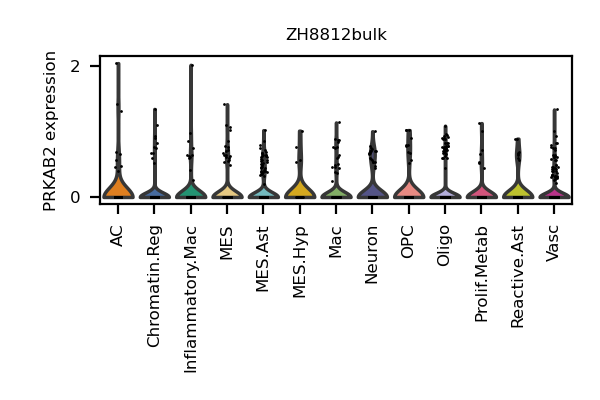 ZH8812bulk
PRKAB2 expression
2
0
AC
Chromatin.Reg
Inflammatory.Mac
MES
MES.Ast
MES.Hyp
Mac
Neuron
OPC
Oligo
Prolif.Metab
Reactive.Ast
Vasc